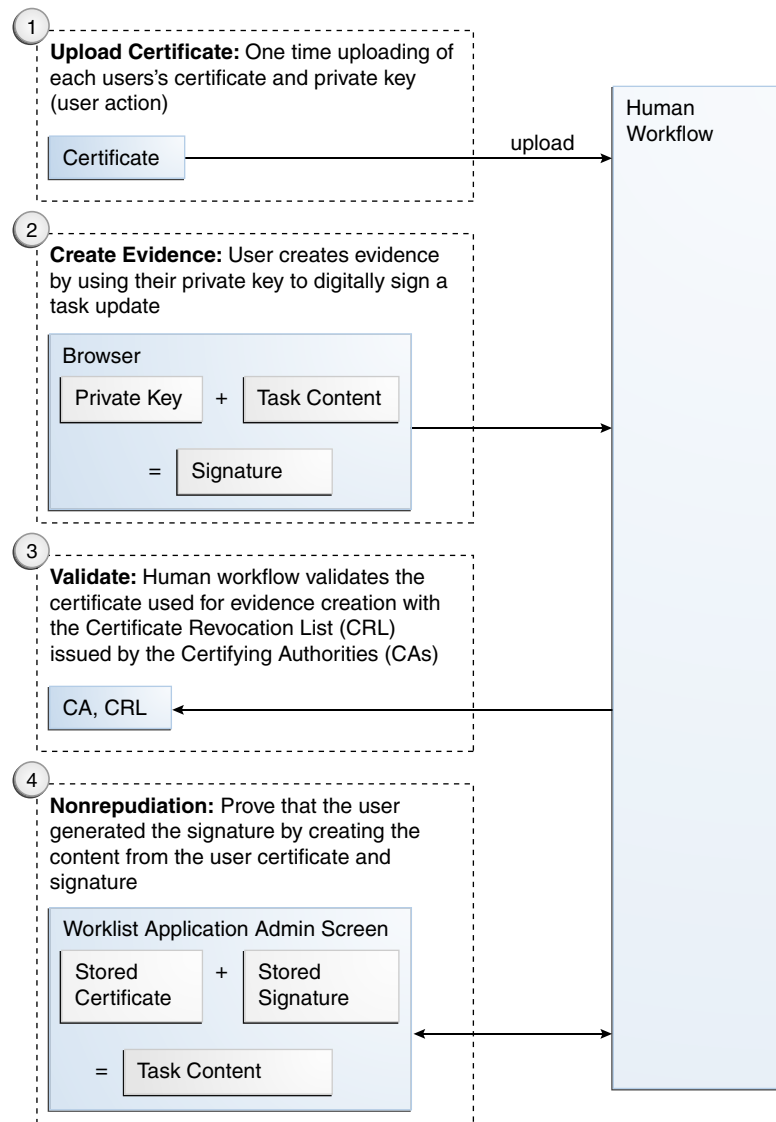 1
Upload Certificate: One time uploading of
each users's certificate and private key
(user action)
Certificate
upload
Human
Workflow
2
Create Evidence: User creates evidence
by using their private key to digitally sign a
task update
Browser
Private Key + Task Content
= Signature
3
Validate: Human workflow validates the
certificate used for evidence creation with
the Certificate Revocation List (CRL)
issued by the Certifying Authorities (CAs)
CA, CRL
4
Nonrepudiation: Prove that the user
generated the signature by creating the
content from the user certificate and
signature
Worklist Application Admin Screen
Stored + Stored
Certificate Signature
= Task Content